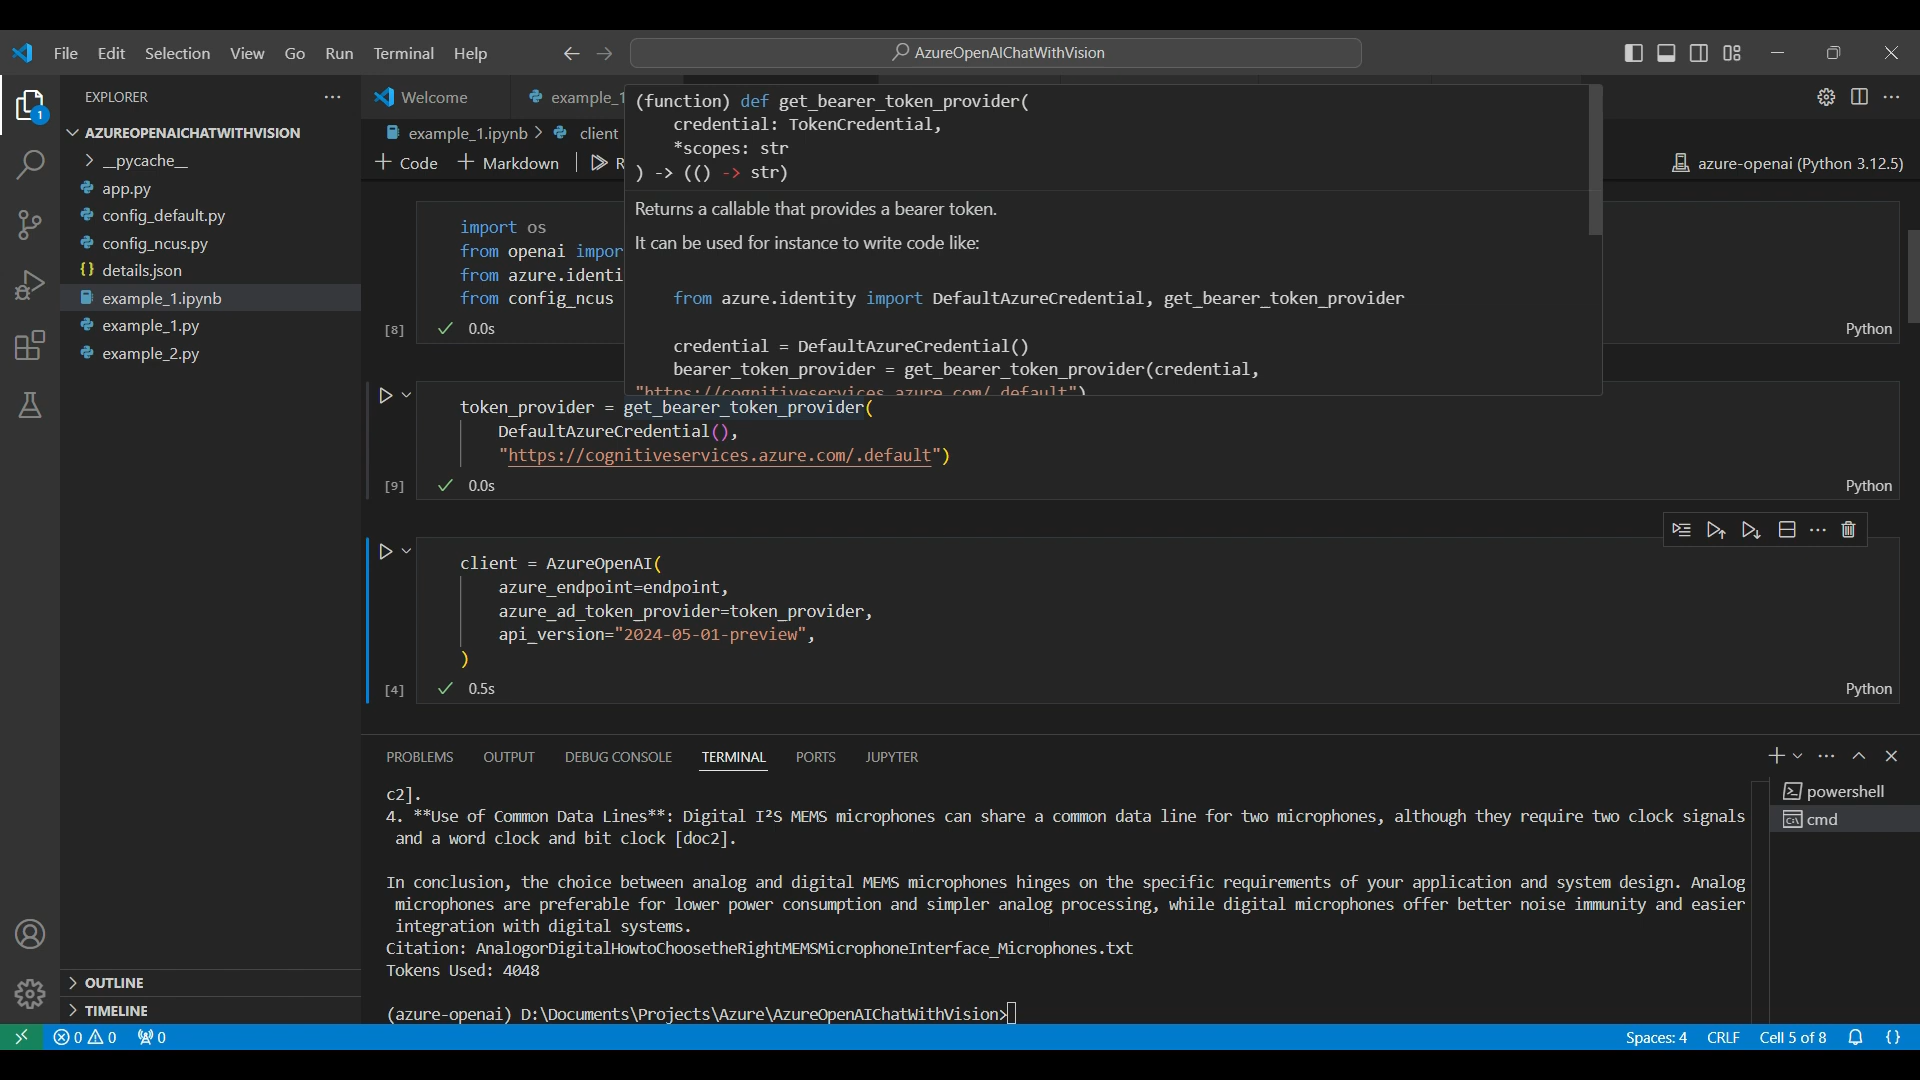 File Edit Selection View Go Run Terminal Help
AzureOpenAIChatWithVision
EXPLORER
AZUREOPENAICHATWITHVISION
__pycache__
app.py
config_default.py
config_ncus.py
details.json
example_1.ipynb
example_1.py
example_2.py
OUTLINE
TIMELINE
Welcome
example_1
example_1.ipynb > client
+ Code + Markdown
azure-openai (Python 3.12.5)
(function) def get_bearer_token_provider(
credential: TokenCredential,
*scopes: str
) -> (() -> str)
Returns a callable that provides a bearer token.
It can be used for instance to write code like:
from azure.identity import DefaultAzureCredential, get_bearer_token_provider
credential = DefaultAzureCredential()
bearer_token_provider = get_bearer_token_provider(credential,
"https://cognitiveservices.azure.com/.default")
import os
from openai impor
from azure.identi
from config_ncus
[8] 0.0s Python
token_provider = get_bearer_token_provider(
DefaultAzureCredential(),
"https://cognitiveservices.azure.com/.default")
[9] 0.0s Python
client = AzureOpenAI(
azure_endpoint=endpoint,
azure_ad_token_provider=token_provider,
api_version="2024-05-01-preview",
)
[4] 0.5s Python
PROBLEMS OUTPUT DEBUG CONSOLE TERMINAL PORTS JUPYTER
powershell
cmd
c2].
4. **Use of Common Data Lines**: Digital I²S MEMS microphones can share a common data line for two microphones, although they require two clock signals
and a word clock and bit clock [doc2].
In conclusion, the choice between analog and digital MEMS microphones hinges on the specific requirements of your application and system design. Analog
microphones are preferable for lower power consumption and simpler analog processing, while digital microphones offer better noise immunity and easier
integration with digital systems.
Citation: AnalogorDigitalHowtoChoosetheRightMEMSMicrophoneInterface_Microphones.txt
Tokens Used: 4048
(azure-openai) D:\Documents\Projects\Azure\AzureOpenAIChatWithVision>
0 0 0
Spaces: 4 CRLF Cell 5 of 8